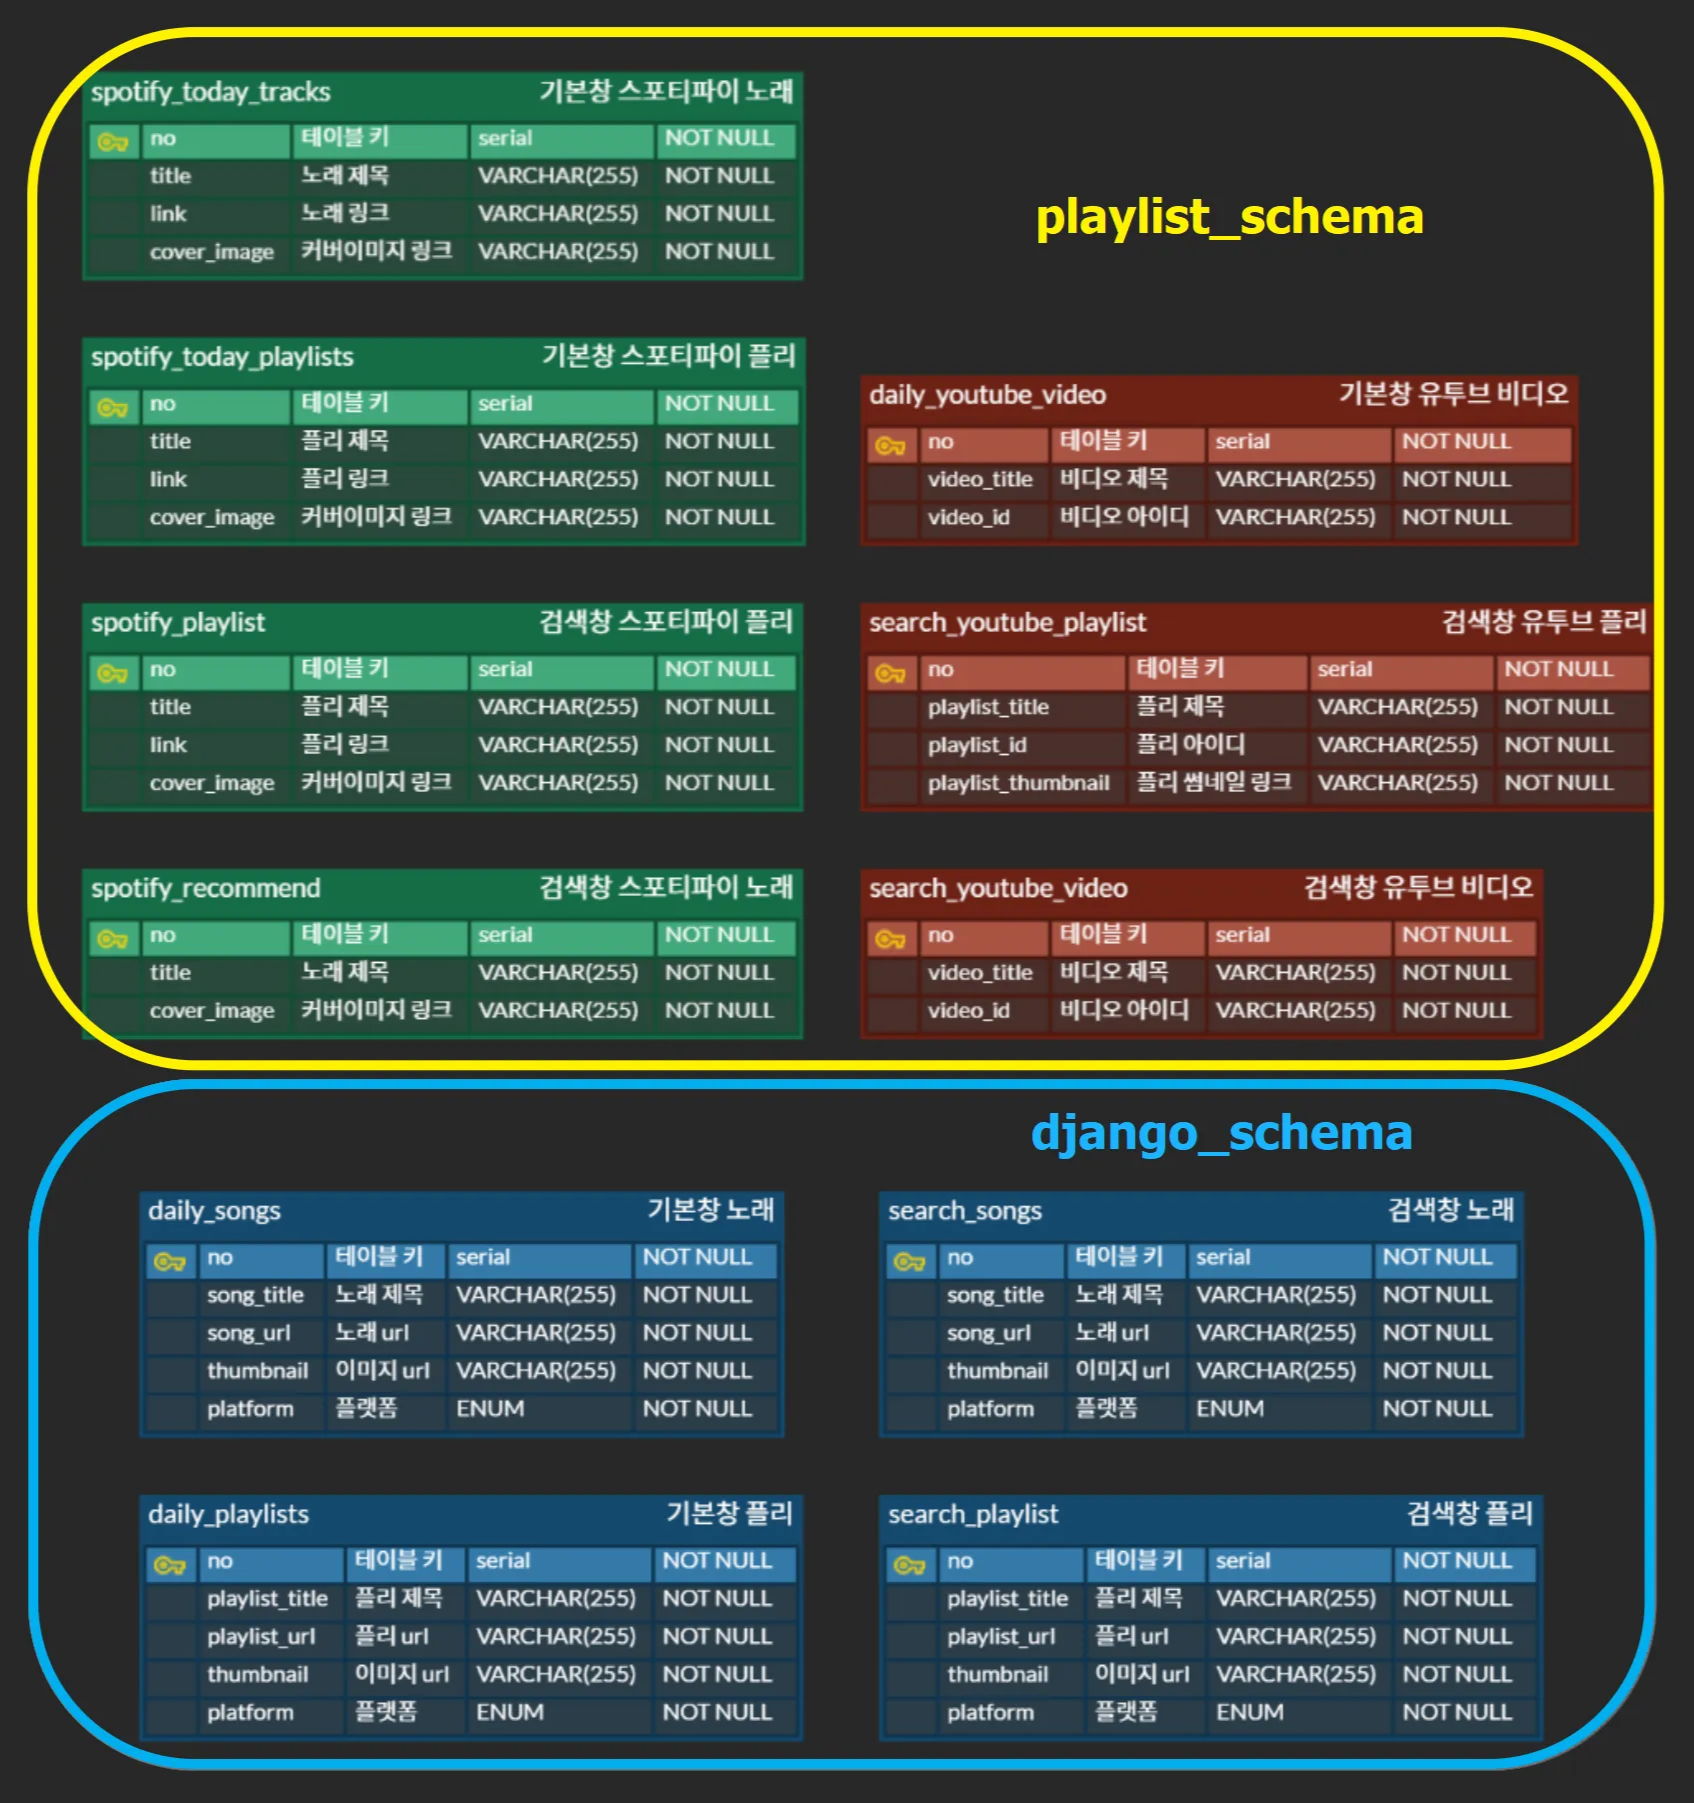 spotify_today_tracks 기본창 스포티파이 노래
no 테이블 키 serial NOT NULL
title 노래 제목 VARCHAR(255) NOT NULL
link 노래 링크 VARCHAR(255) NOT NULL
cover_image 커버이미지 링크 VARCHAR(255) NOT NULL
playlist_schema
spotify_today_playlists 기본창 스포티파이 플리
no 테이블 키 serial NOT NULL
title 플리 제목 VARCHAR(255) NOT NULL
link 플리 링크 VARCHAR(255) NOT NULL
cover_image 커버이미지 링크 VARCHAR(255) NOT NULL
daily_youtube_video 기본창 유투브 비디오
no 테이블 키 serial NOT NULL
video_title 비디오 제목 VARCHAR(255) NOT NULL
video_id 비디오 아이디 VARCHAR(255) NOT NULL
spotify_playlist 검색창 스포티파이 플리
no 테이블 키 serial NOT NULL
title 플리 제목 VARCHAR(255) NOT NULL
link 플리 링크 VARCHAR(255) NOT NULL
cover_image 커버이미지 링크 VARCHAR(255) NOT NULL
search_youtube_playlist 검색창 유투브 플리
no 테이블 키 serial NOT NULL
playlist_title 플리 제목 VARCHAR(255) NOT NULL
playlist_id 플리 아이디 VARCHAR(255) NOT NULL
playlist_thumbnail 플리 썸네일 링크 VARCHAR(255) NOT NULL
spotify_recommend 검색창 스포티파이 노래
no 테이블 키 serial NOT NULL
title 노래 제목 VARCHAR(255) NOT NULL
cover_image 커버이미지 링크 VARCHAR(255) NOT NULL
search_youtube_video 검색창 유투브 비디오
no 테이블 키 serial NOT NULL
video_title 비디오 제목 VARCHAR(255) NOT NULL
video_id 비디오 아이디 VARCHAR(255) NOT NULL
django_schema
daily_songs 기본창 노래
no 테이블 키 serial NOT NULL
song_title 노래 제목 VARCHAR(255) NOT NULL
song_url 노래 url VARCHAR(255) NOT NULL
thumbnail 이미지 url VARCHAR(255) NOT NULL
platform 플랫폼 ENUM NOT NULL
search_songs 검색창 노래
no 테이블 키 serial NOT NULL
song_title 노래 제목 VARCHAR(255) NOT NULL
song_url 노래 url VARCHAR(255) NOT NULL
thumbnail 이미지 url VARCHAR(255) NOT NULL
platform 플랫폼 ENUM NOT NULL
daily_playlists 기본창 플리
no 테이블 키 serial NOT NULL
playlist_title 플리 제목 VARCHAR(255) NOT NULL
playlist_url 플리 url VARCHAR(255) NOT NULL
thumbnail 이미지 url VARCHAR(255) NOT NULL
platform 플랫폼 ENUM NOT NULL
search_playlist 검색창 플리
no 테이블 키 serial NOT NULL
playlist_title 플리 제목 VARCHAR(255) NOT NULL
playlist_url 플리 url VARCHAR(255) NOT NULL
thumbnail 이미지 url VARCHAR(255) NOT NULL
platform 플랫폼 ENUM NOT NULL